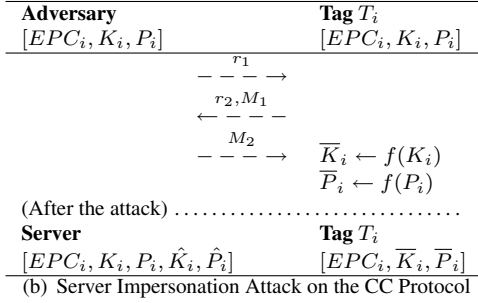 Adversary Tag T_i
[EPC_i, K_i, P_i] [EPC_i, K_i, P_i]
r_1
− − − − →
r_2, M_1
← − − − −
M_2
− − − − → K̅_i ← f(K_i)
P̅_i ← f(P_i)
(After the attack) . . . . . . . . . . . . . . . . . . . . . . . . . . . . . . . . .
Server Tag T_i
[EPC_i, K_i, P_i, K̂_i, P̂_i] [EPC_i, K̅_i, P̅_i]
(b) Server Impersonation Attack on the CC Protocol